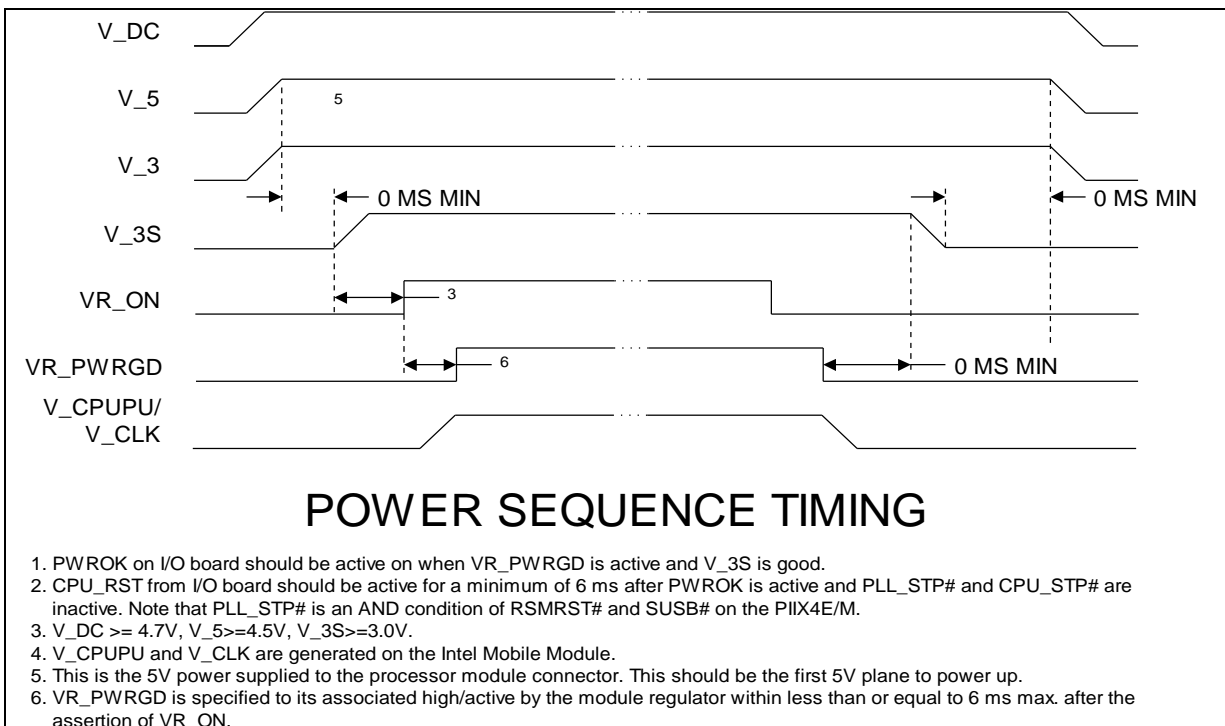 V_DC
V_5
5
V_3
0 MS MIN
0 MS MIN
V_3S
VR_ON
3
VR_PWRGD
6
0 MS MIN
V_CPUPU/
V_CLK
POWER SEQUENCE TIMING
1. PWROK on I/O board should be active on when VR_PWRGD is active and V_3S is good.
2. CPU_RST from I/O board should be active for a minimum of 6 ms after PWROK is active and PLL_STP# and CPU_STP# are
inactive. Note that PLL_STP# is an AND condition of RSMRST# and SUSB# on the PIIX4E/M.
3. V_DC >= 4.7V, V_5>=4.5V, V_3S>=3.0V.
4. V_CPUPU and V_CLK are generated on the Intel Mobile Module.
5. This is the 5V power supplied to the processor module connector. This should be the first 5V plane to power up.
6. VR_PWRGD is specified to its associated high/active by the module regulator within less than or equal to 6 ms max. after the
assertion of VR_ON.